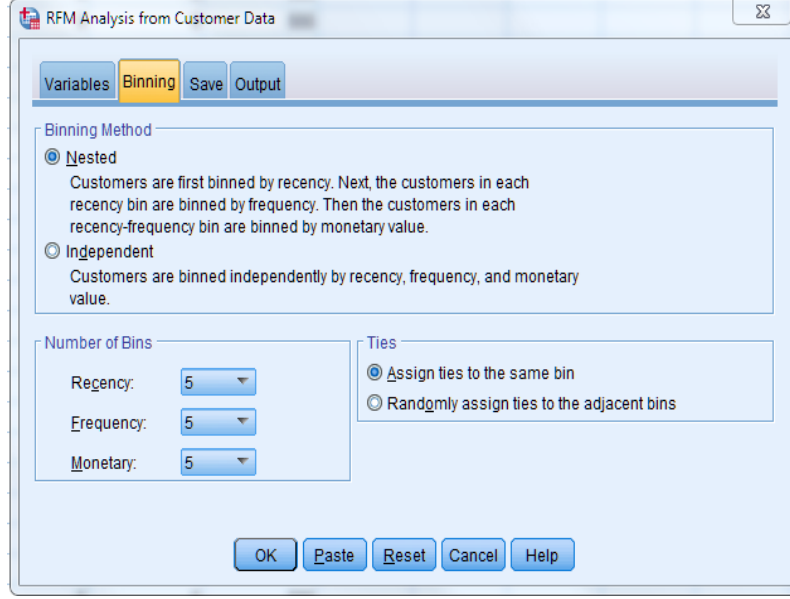 RFM Analysis from Customer Data
Variables Binning Save Output
Binning Method
Nested
Customers are first binned by recency. Next, the customers in each
recency bin are binned by frequency. Then the customers in each
recency-frequency bin are binned by monetary value.
Independent
Customers are binned independently by recency, frequency, and monetary
value.
Number of Bins
Recency: 5
Frequency: 5
Monetary: 5
Ties
Assign ties to the same bin
Randomly assign ties to the adjacent bins
OK Paste Reset Cancel Help